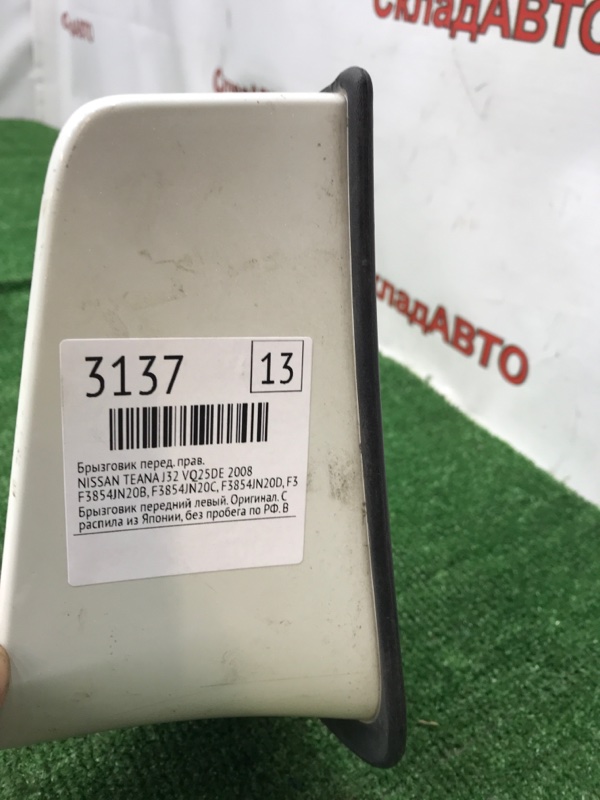 СкладАВТО
АВТО
СкладАВТО
3137
13
Брызговик перед. прав.
NISSAN TEANA J32 VQ25DE 2008
F3854JN20B, F3854JN20C, F3854JN20D, F3
Брызговик передний левый. Оригинал. С
распила из Японии, без пробега по РФ. В